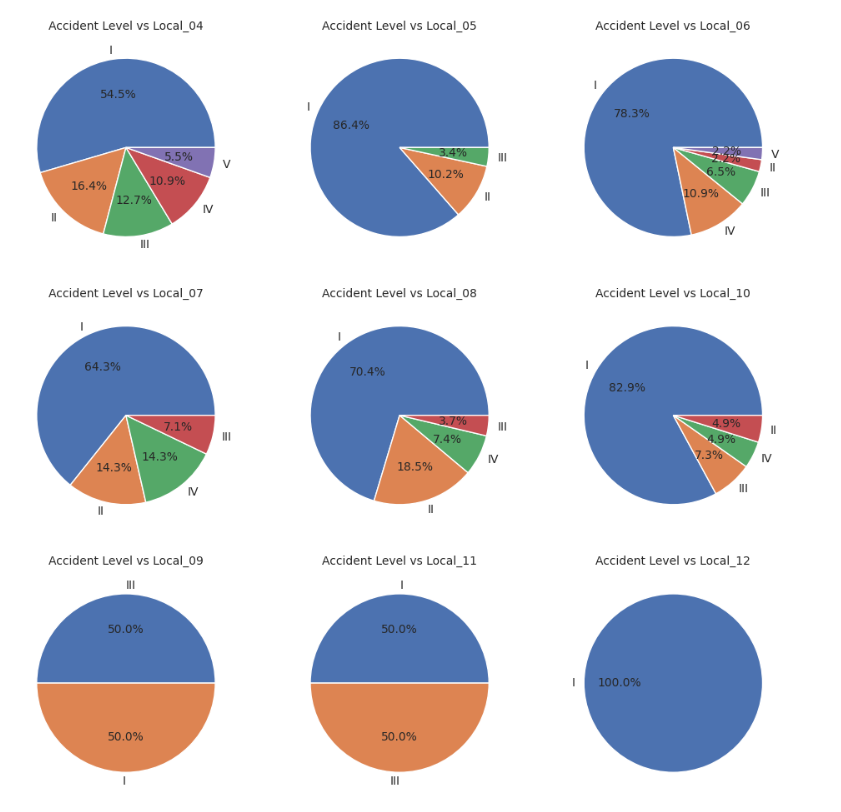 Accident Level vs Local_04
I
54.5%
16.4%
II
12.7%
III
10.9%
IV
5.5%
V
Accident Level vs Local_05
I
86.4%
10.2%
II
3.4%
III
Accident Level vs Local_06
I
78.3%
10.9%
IV
6.5%
III
2.2%
II
2.2%
V
Accident Level vs Local_07
I
64.3%
14.3%
II
14.3%
IV
7.1%
III
Accident Level vs Local_08
I
70.4%
18.5%
II
7.4%
IV
3.7%
III
Accident Level vs Local_10
I
82.9%
7.3%
III
4.9%
IV
4.9%
II
Accident Level vs Local_09
III
50.0%
50.0%
I
Accident Level vs Local_11
I
50.0%
50.0%
III
Accident Level vs Local_12
I
100.0%